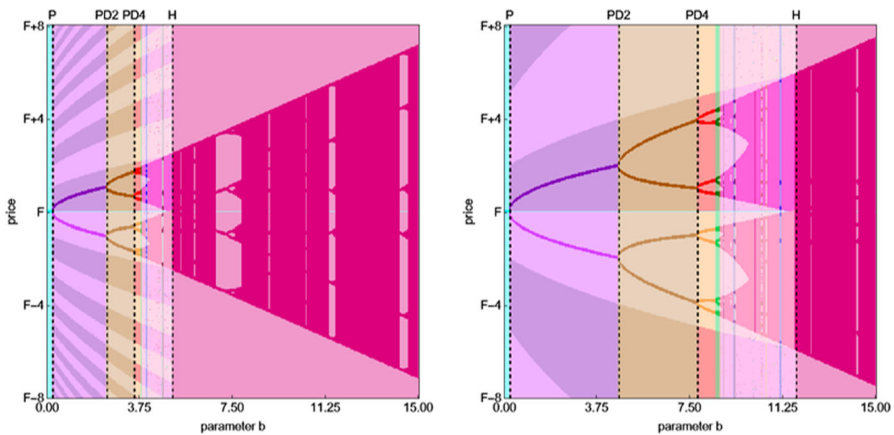 P PD2 PD4 H
F+8
F+4
price
F
F−4
F−8
0.00 3.75 7.50 11.25 15.00
parameter b
P PD2 PD4 H
F+8
F+4
price
F
F−4
F−8
0.00 3.75 7.50 11.25 15.00
parameter b